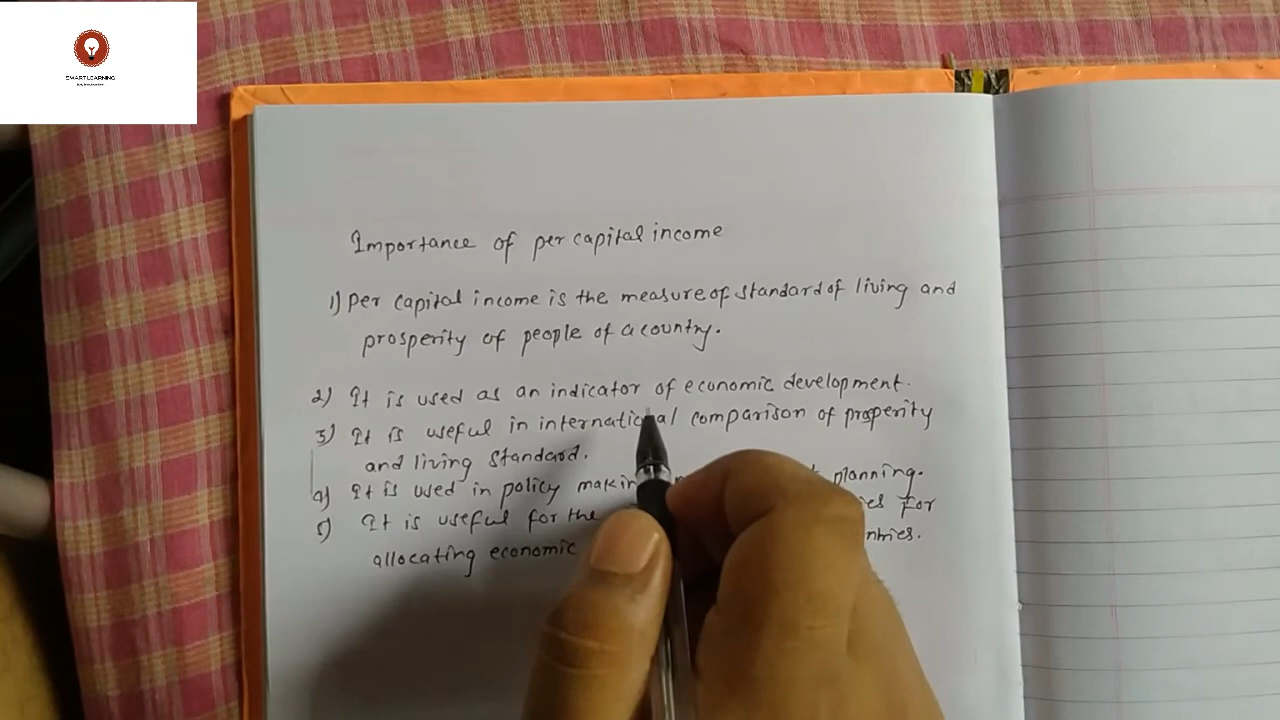 SMART LEARNING
Importance of per capital income
1) Per capital income is the measure of standard of living and
prosperity of people of a country.
2) It is used as an indicator of economic development.
3) It is useful in international comparison of prosperity
and living standard.
4) It is used in policy making planning.
5) It is useful for the for
allocating economic